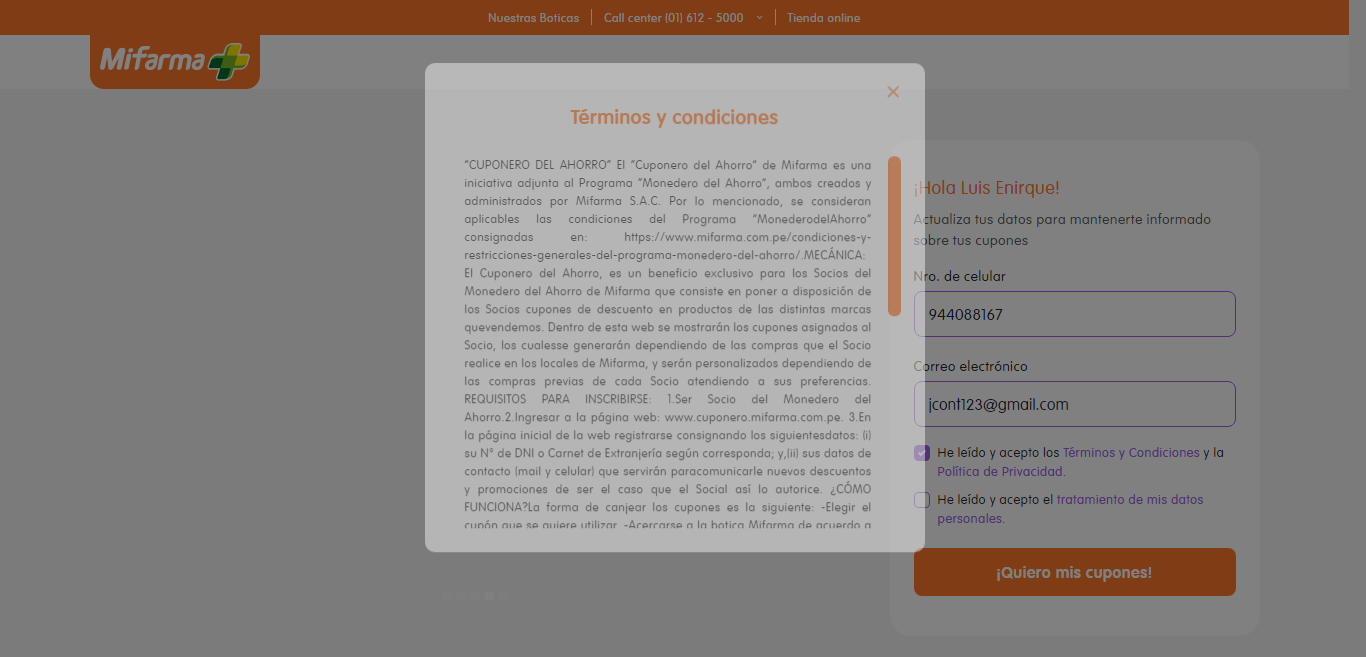 Nuestras Boticas
Call center (01) 612 - 5000
Tienda online
Mifarma
Términos y condiciones
“CUPONERO DEL AHORRO” El “Cuponero del Ahorro” de Mifarma es una
iniciativa adjunta al Programa “Monedero del Ahorro”, ambos creados y
administrados por Mifarma S.A.C. Por lo mencionado, se consideran
aplicables las condiciones del Programa “MonederodelAhorro”
consignadas en: https://www.mifarma.com.pe/condiciones-y-
restricciones-generales-del-programa-monedero-del-ahorro/.MECÁNICA:
El Cuponero del Ahorro, es un beneficio exclusivo para los Socios del
Monedero del Ahorro de Mifarma que consiste en poner a disposición de
los Socios cupones de descuento en productos de las distintas marcas
quevendemos. Dentro de esta web se mostrarán los cupones asignados al
Socio, los cualesse generarán dependiendo de las compras que el Socio
realice en los locales de Mifarma, y serán personalizados dependiendo de
las compras previas de cada Socio atendiendo a sus preferencias.
REQUISITOS PARA INSCRIBIRSE: 1.Ser Socio del Monedero del
Ahorro.2.Ingresar a la página web: www.cuponero.mifarma.com.pe. 3.En
la página inicial de la web registrarse consignando los siguientesdatos: (i)
su N° de DNI o Carnet de Extranjería según corresponda; y,(ii) sus datos de
contacto (mail y celular) que servirán paracomunicarle nuevos descuentos
y promociones de ser el caso que el Social así lo autorice. ¿CÓMO
FUNCIONA?La forma de canjear los cupones es la siguiente: -Elegir el
cupón que se quiere utilizar. -Acercarse a la botica Mifarma de acuerdo a
¡Hola Luis Enirque!
Actualiza tus datos para mantenerte informado
sobre tus cupones
Nro. de celular
944088167
Correo electrónico
jcont123@gmail.com
He leído y acepto los Términos y Condiciones y la
Política de Privacidad.
He leído y acepto el tratamiento de mis datos
personales.
¡Quiero mis cupones!